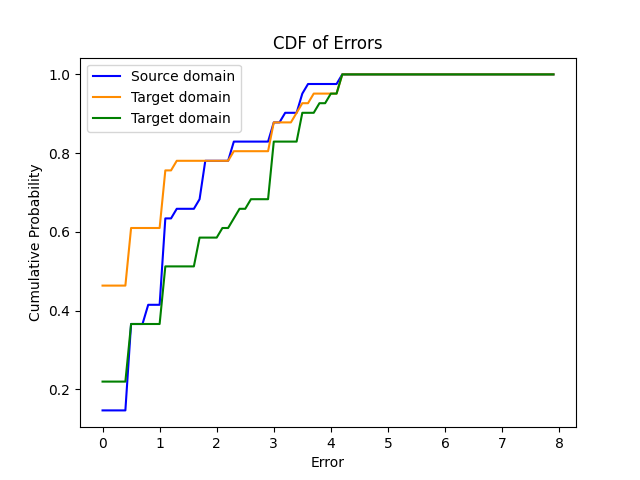 CDF of Errors
Source domain
Target domain
Target domain
1.0
0.8
0.6
0.4
0.2
Cumulative Probability
0 1 2 3 4 5 6 7 8
Error